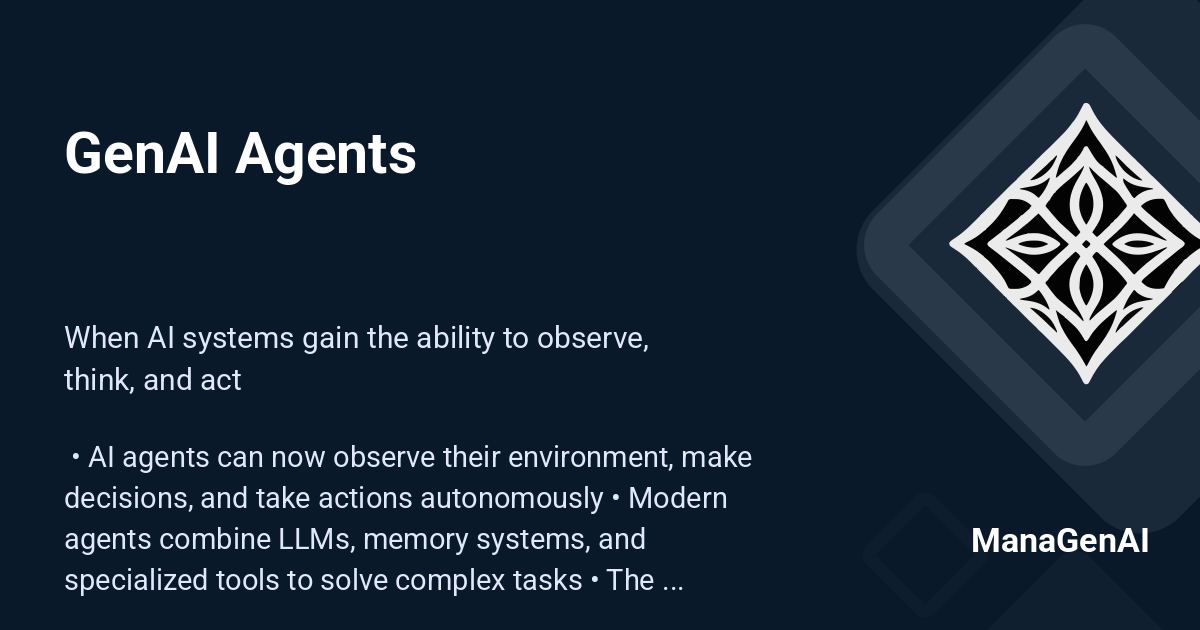 GenAI Agents
When AI systems gain the ability to observe,
think, and act
• AI agents can now observe their environment, make
decisions, and take actions autonomously • Modern
agents combine LLMs, memory systems, and
specialized tools to solve complex tasks • The ...
ManaGenAI